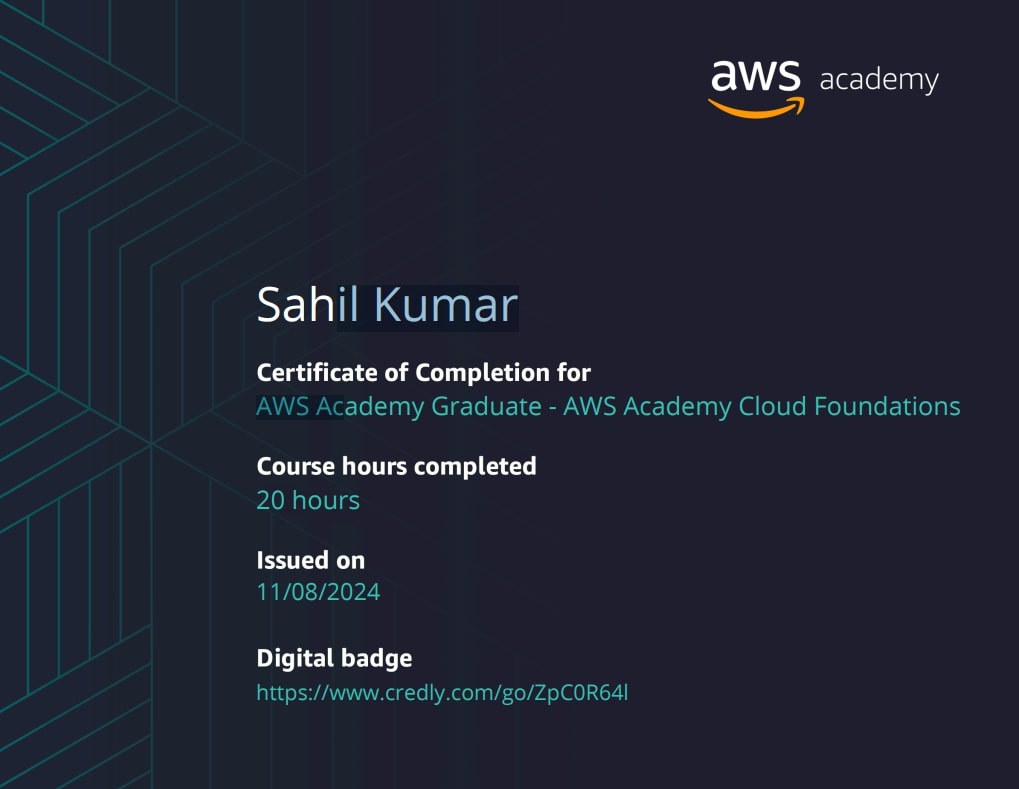 aws academy
Sahil Kumar
Certificate of Completion for
AWS Academy Graduate - AWS Academy Cloud Foundations
Course hours completed
20 hours
Issued on
11/08/2024
Digital badge
https://www.credly.com/go/ZpC0R64l